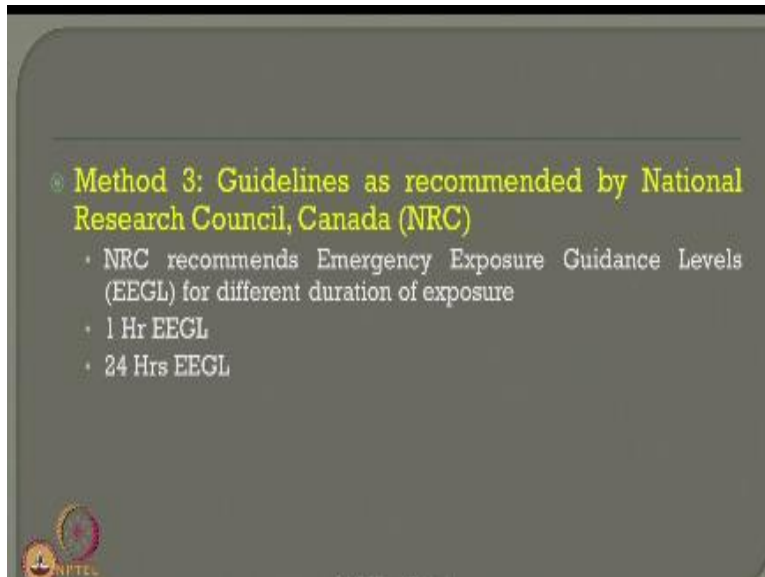 Method 3: Guidelines as recommended by National
Research Council, Canada (NRC)
NRC recommends Emergency Exposure Guidance Levels
(EEGL) for different duration of exposure
1 Hr EEGL
24 Hrs EEGL
NPTEL